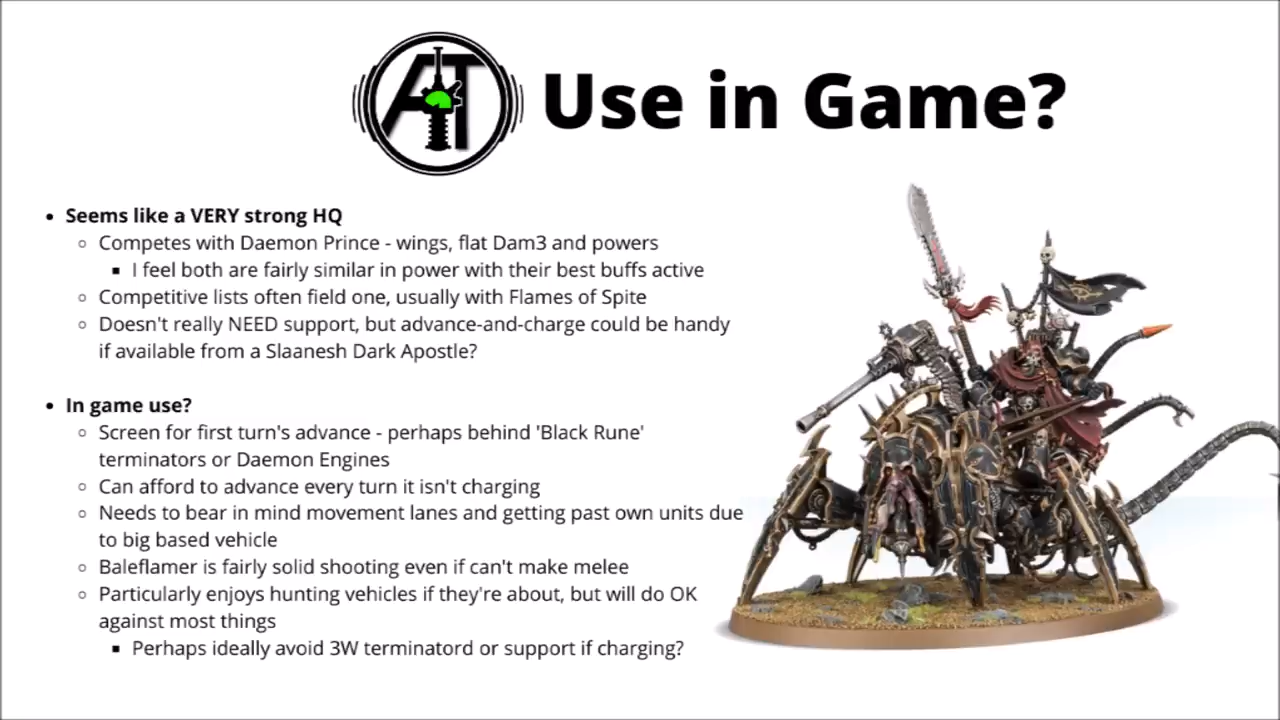 AT
Use in Game?
• Seems like a VERY strong HQ
○ Competes with Daemon Prince - wings, flat Dam3 and powers
▪ I feel both are fairly similar in power with their best buffs active
○ Competitive lists often field one, usually with Flames of Spite
○ Doesn't really NEED support, but advance-and-charge could be handy
if available from a Slaanesh Dark Apostle?
• In game use?
○ Screen for first turn's advance - perhaps behind 'Black Rune'
terminators or Daemon Engines
○ Can afford to advance every turn it isn't charging
○ Needs to bear in mind movement lanes and getting past own units due
to big based vehicle
○ Baleflamer is fairly solid shooting even if can't make melee
○ Particularly enjoys hunting vehicles if they're about, but will do OK
against most things
▪ Perhaps ideally avoid 3W terminatord or support if charging?